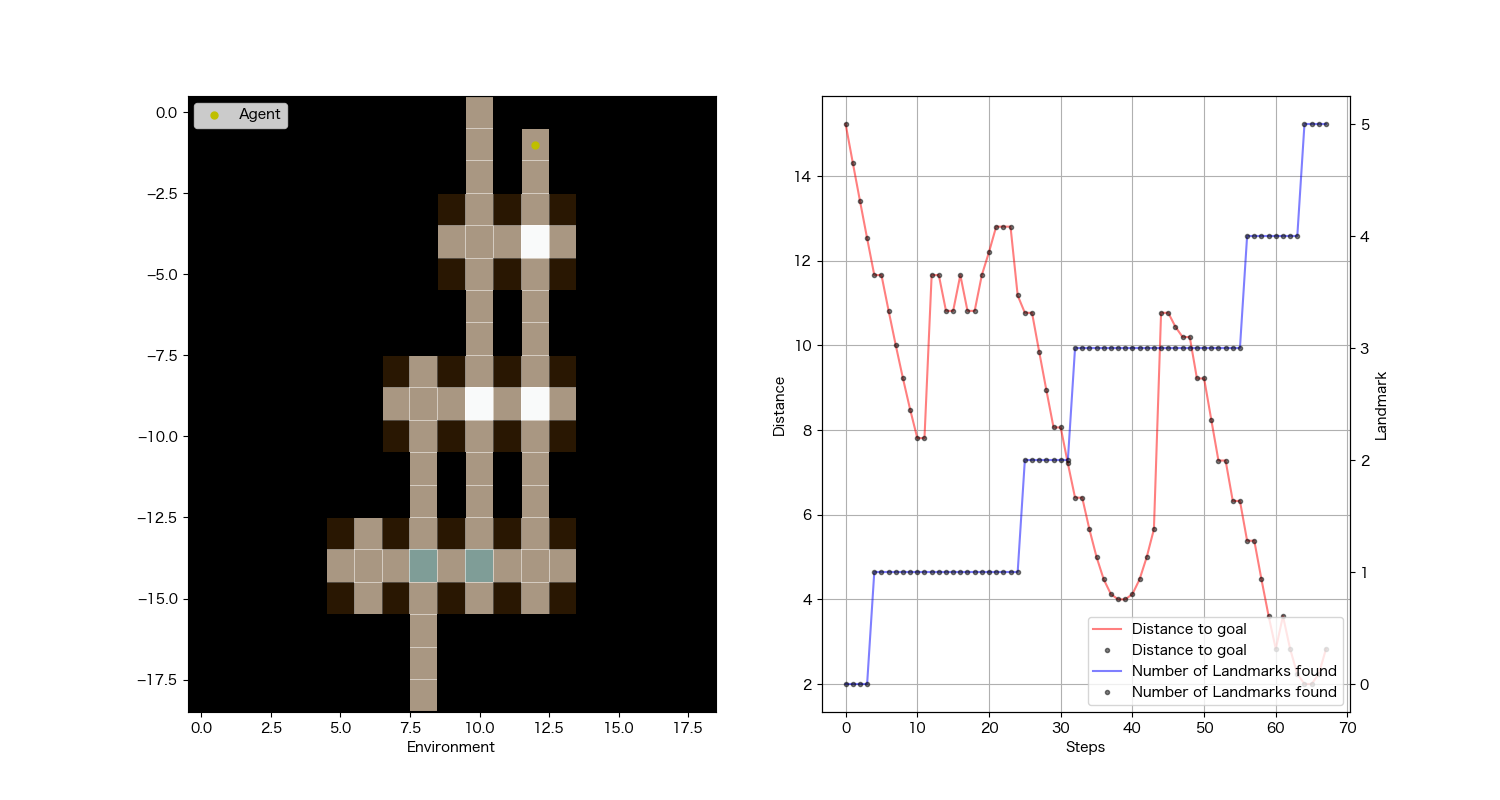 Agent
0.0
−2.5
−5.0
−7.5
−10.0
−12.5
−15.0
−17.5
0.0 2.5 5.0 7.5 10.0 12.5 15.0 17.5
Environment
Distance
14
12
10
8
6
4
2
0 10 20 30 40 50 60 70
Steps
5
4
3
2
1
0
Landmark
Distance to goal
Distance to goal
Number of Landmarks found
Number of Landmarks found